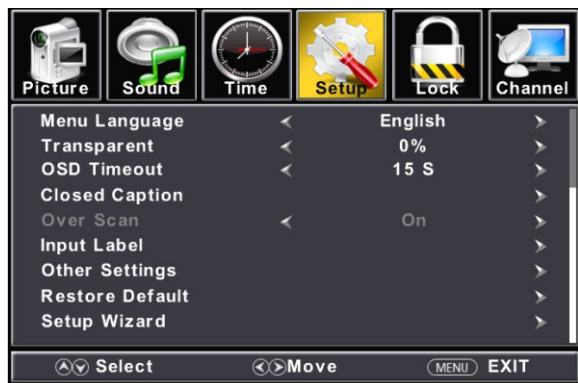 Picture Sound Time Setup Lock Channel
Menu Language English
Transparent 0%
OSD Timeout 15 S
Closed Caption
Over Scan On
Input Label
Other Settings
Restore Default
Setup Wizard
Select Move MENU EXIT